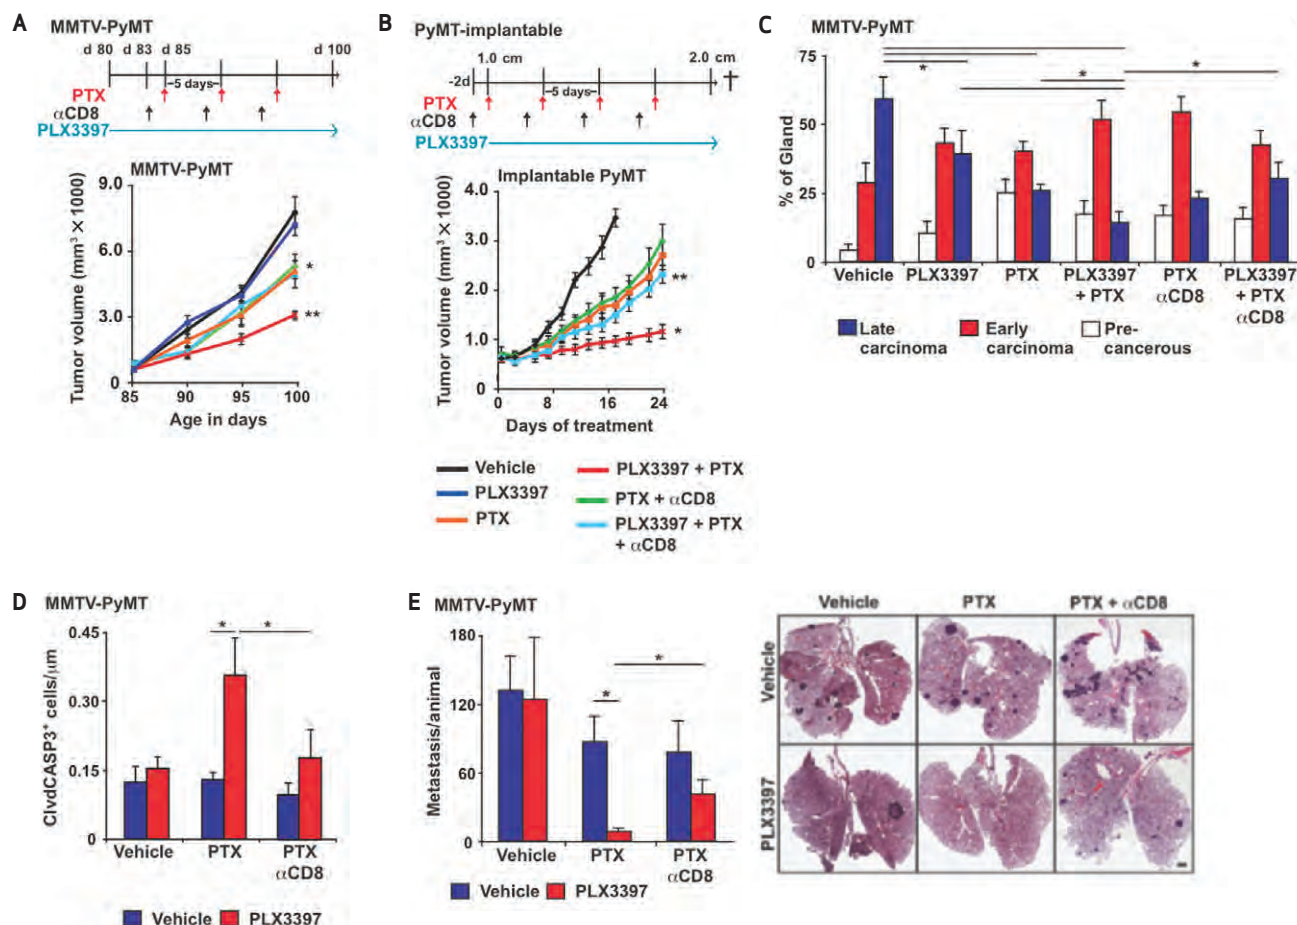 A MMTV-PyMT
d 80 d 83 d 85 d 100
5 days
PTX
αCD8
PLX3397
MMTV-PyMT
Tumor volume (mm³ × 1000)
9.0
6.0
3.0
0
*
**
85 90 95 100
Age in days
B PyMT-implantable
1.0 cm 2.0 cm
-2d
5 days
†
PTX
αCD8
PLX3397
Implantable PyMT
Tumor volume (mm³ × 1000)
4.0
3.0
2.0
1.0
0
**
*
0 8 16 24
Days of treatment
Vehicle
PLX3397
PTX
PLX3397 + PTX
PTX + αCD8
PLX3397 + PTX
+ αCD8
C MMTV-PyMT
% of Gland
75
50
25
0
* * *
Vehicle PLX3397 PTX PLX3397 PTX PLX3397
+ PTX αCD8 + PTX
αCD8
Late Early Pre-
carcinoma carcinoma cancerous
D MMTV-PyMT
ClvdCASP3⁺ cells/μm
0.45
0.30
0.15
0
* *
Vehicle PTX PTX
αCD8
Vehicle PLX3397
E MMTV-PyMT
Metastasis/animal
180
120
60
0
*
*
Vehicle PTX PTX
αCD8
Vehicle PLX3397
Vehicle PTX PTX + αCD8
Vehicle
PLX3397